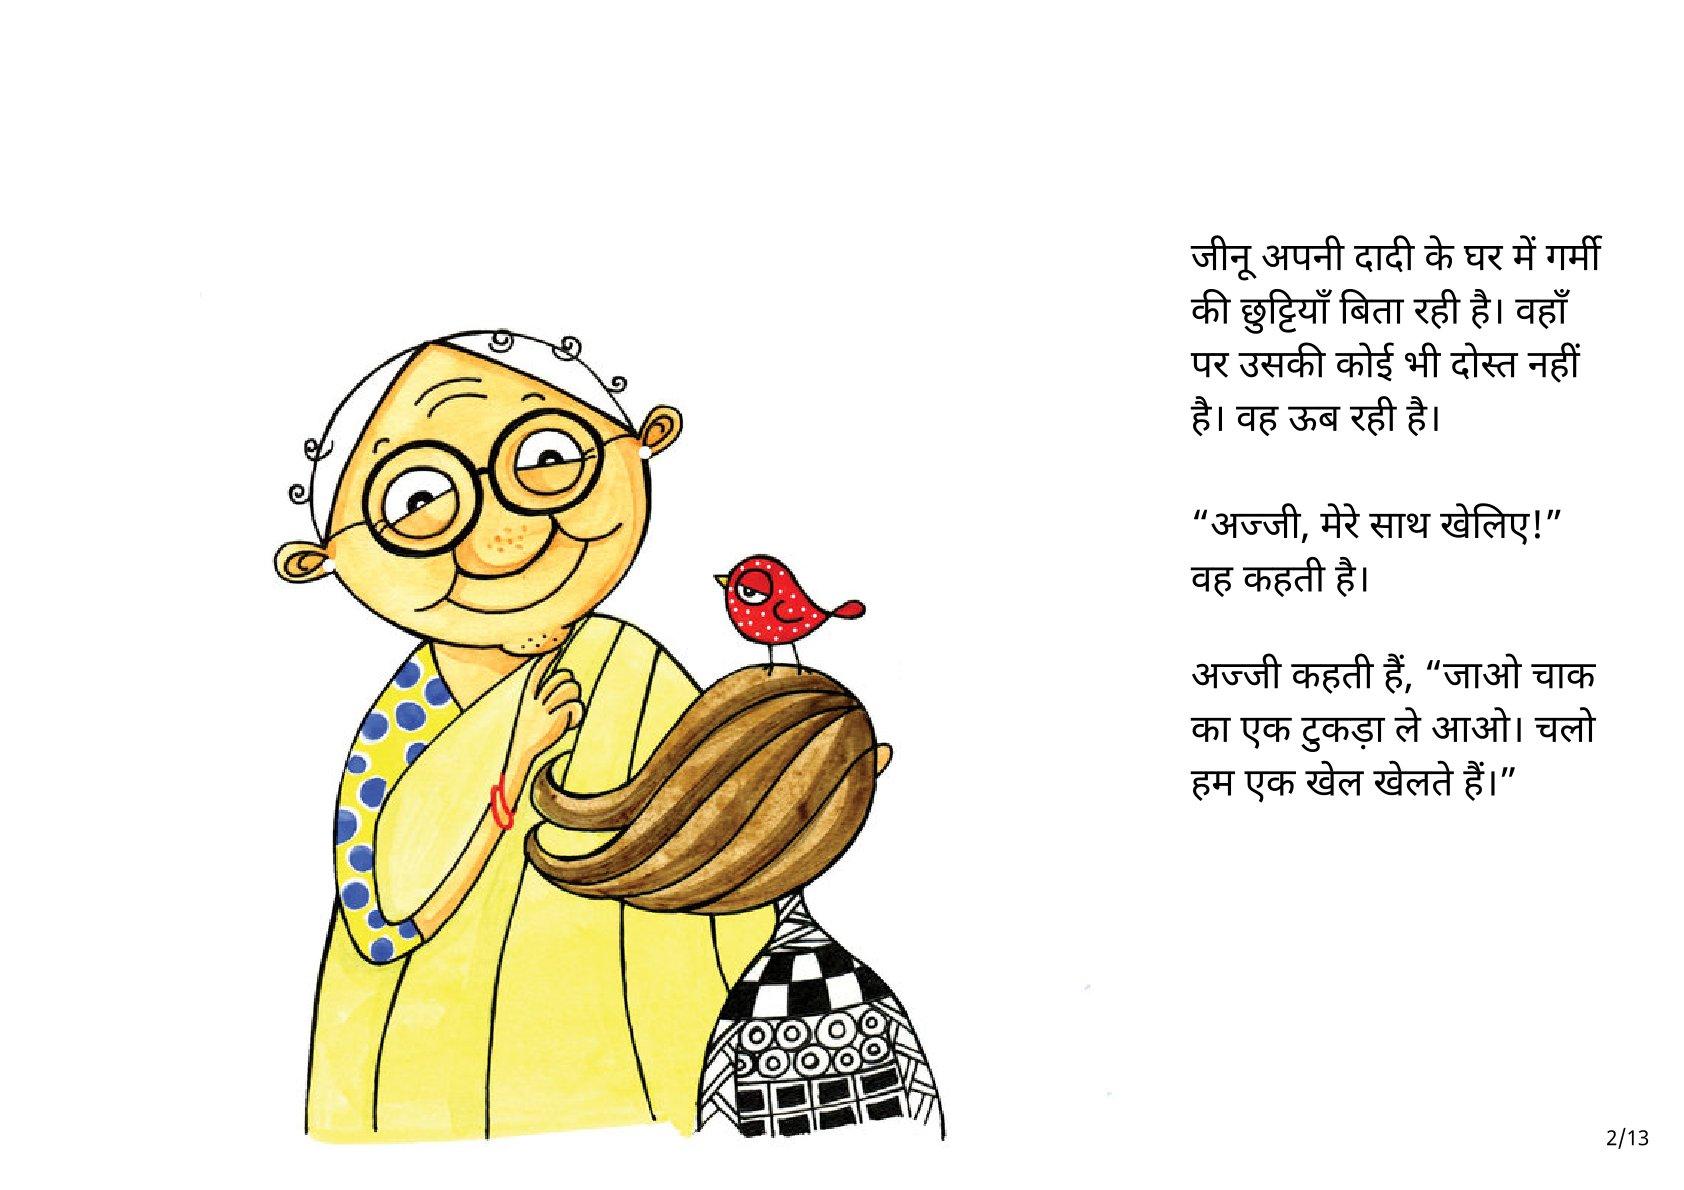 जीनू अपनी दादी के घर में गर्मी
की छुट्टियाँ बिता रही है। वहाँ
पर उसकी कोई भी दोस्त नहीं
है। वह ऊब रही है।
“अज्जी, मेरे साथ खेलिए!”
वह कहती है।
अज्जी कहती हैं, “जाओ चाक
का एक टुकड़ा ले आओ। चलो
हम एक खेल खेलते हैं।”
2/13